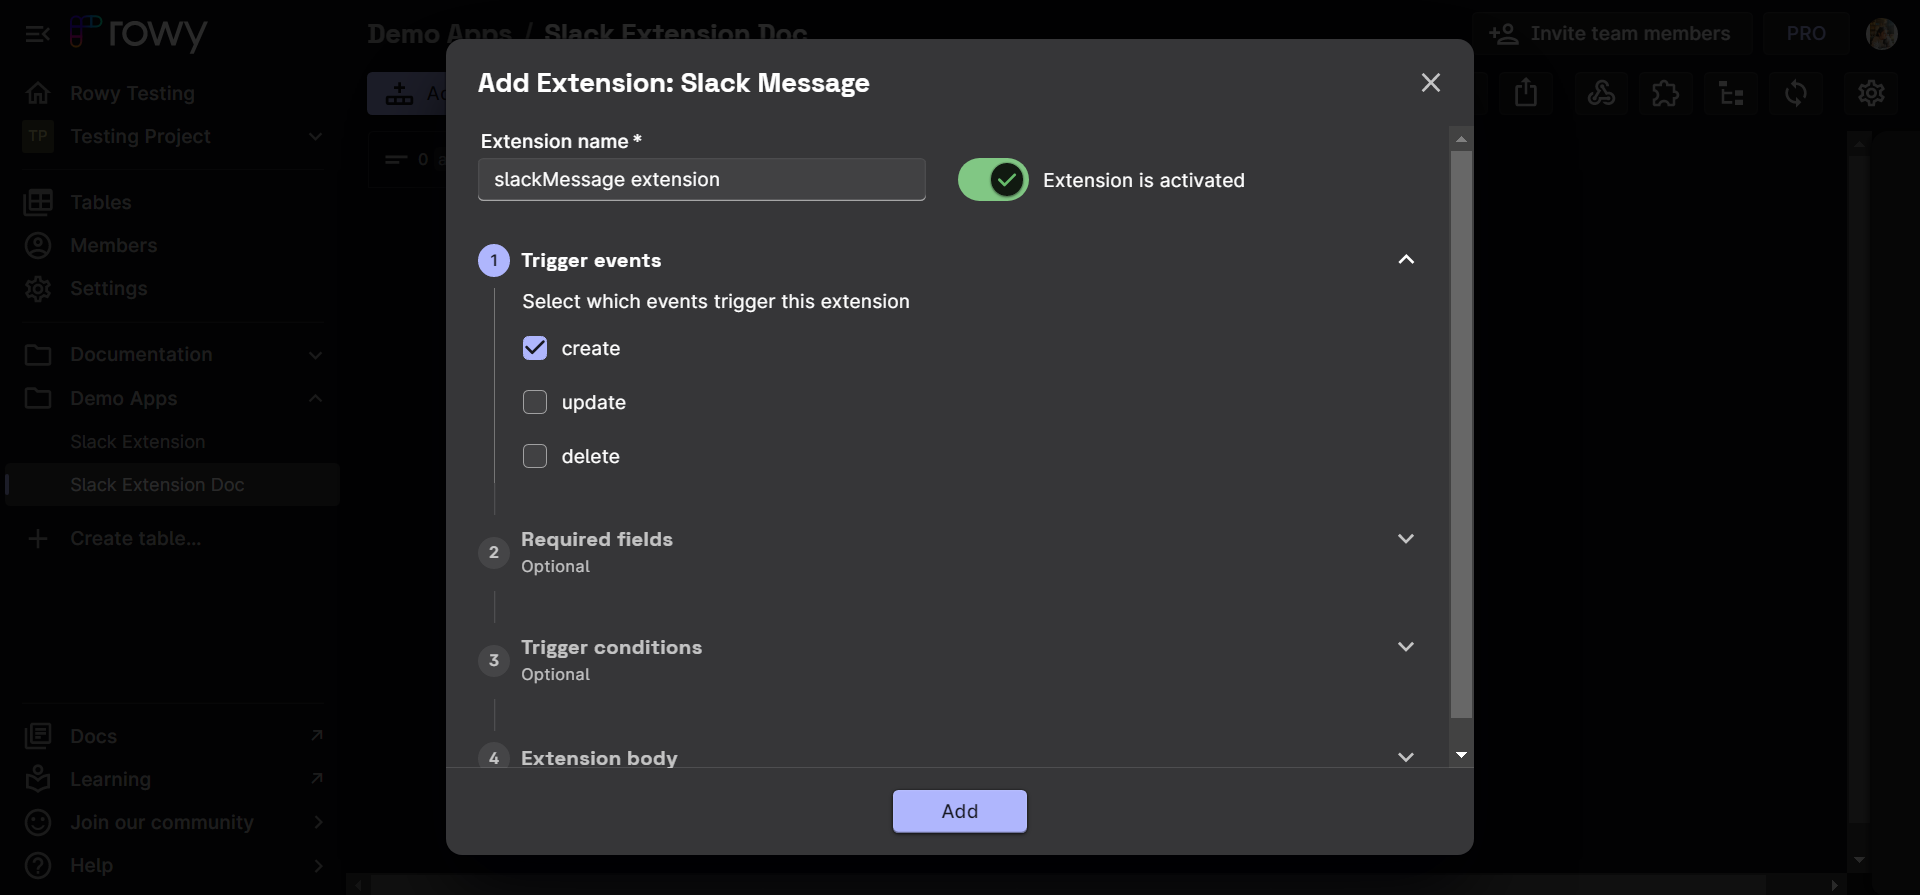 rowy
Demo Apps / Slack Extension Doc
Invite team members
PRO
Rowy Testing
TP
Testing Project
Tables
Members
Settings
Documentation
Demo Apps
Slack Extension
Slack Extension Doc
Create table...
Docs
Learning
Join our community
Help
0
Add Extension: Slack Message
Extension name *
slackMessage extension
Extension is activated
1 Trigger events
Select which events trigger this extension
create
update
delete
2 Required fields
Optional
3 Trigger conditions
Optional
4 Extension body
Add